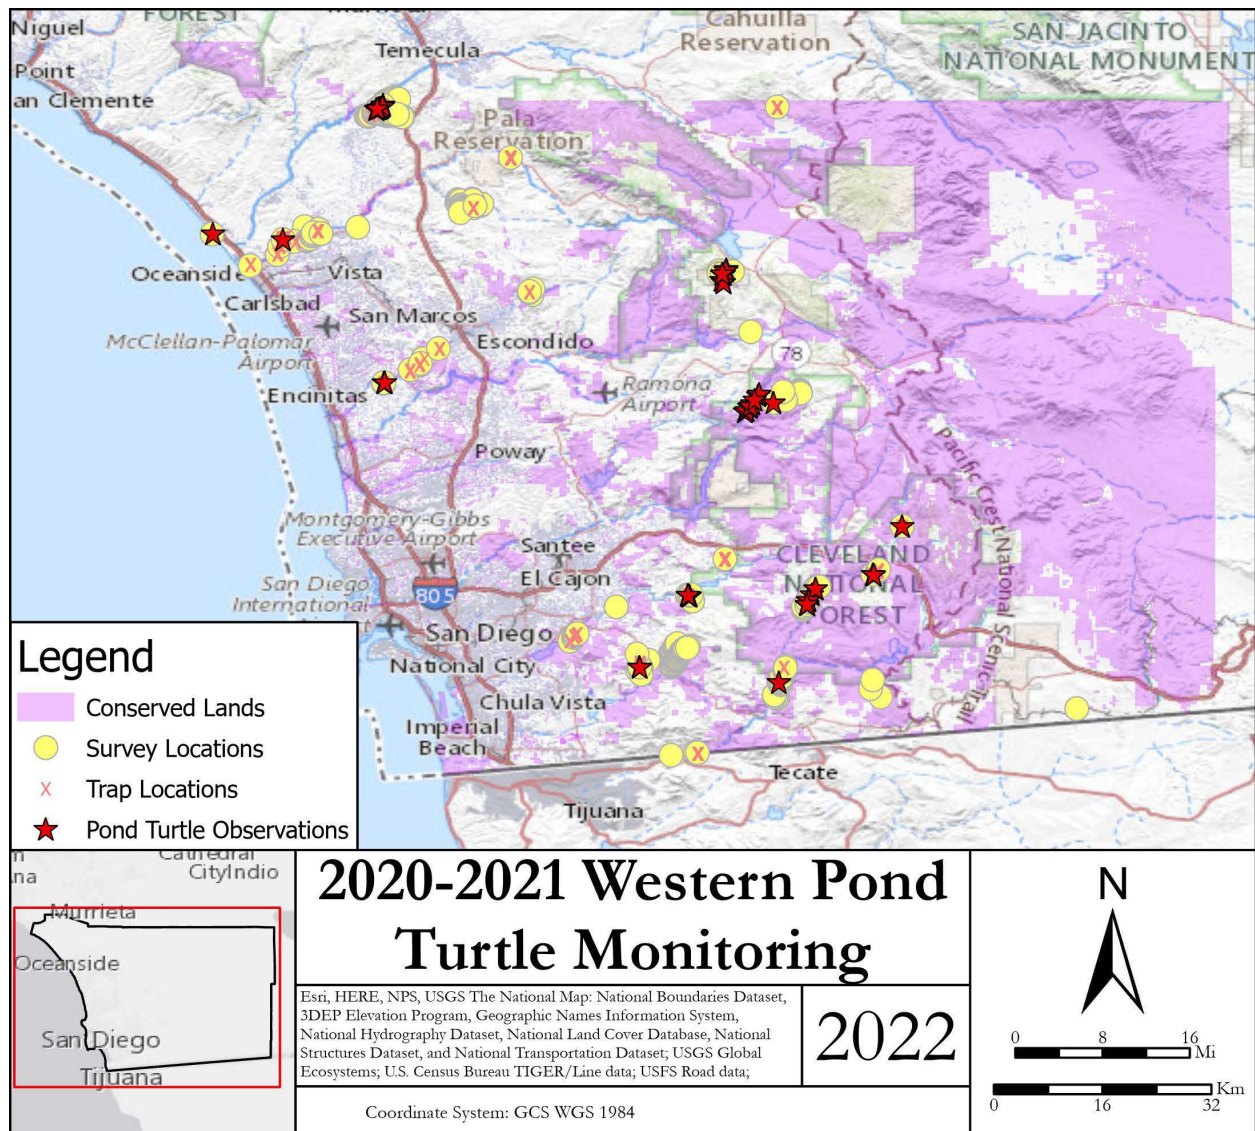 Niguel
FOREST
Cahuilla
Reservation
SAN JACINTO
NATIONAL MONUMENT
Temecula
Point
an Clemente
Pala
Reservation
Oceanside
Vista
Carlsbad
San Marcos
McClellan-Palomar
Airport
Escondido
78
Encinitas
Ramona
Airport
Poway
Pacific Crest National Scenic Trail
Montgomery-Gibbs
Executive Airport
Santee
El Cajon
CLEVELAND
NATIONAL
FOREST
San Diego
International
805
San Diego
National City
Chula Vista
Imperial
Beach
Tecate
Tijuana
Legend
Conserved Lands
Survey Locations
X Trap Locations
Pond Turtle Observations
Cathedral
CityIndio
Murrieta
Oceanside
San Diego
Tijuana
2020-2021 Western Pond
Turtle Monitoring
Esri, HERE, NPS, USGS The National Map: National Boundaries Dataset,
3DEP Elevation Program, Geographic Names Information System,
National Hydrography Dataset, National Land Cover Database, National
Structures Dataset, and National Transportation Dataset; USGS Global
Ecosystems; U.S. Census Bureau TIGER/Line data; USFS Road data;
2022
Coordinate System: GCS WGS 1984
N
0 8 16
Mi
Km
0 16 32